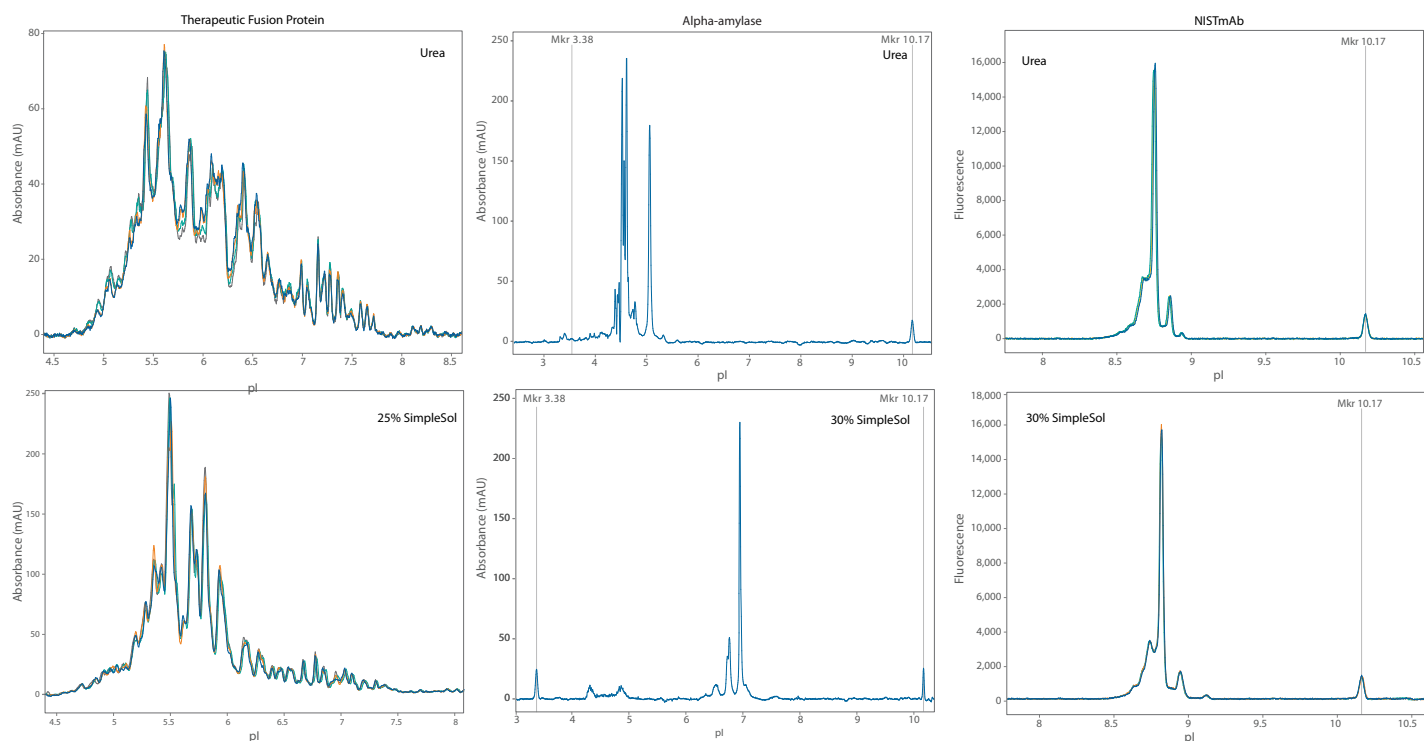 Therapeutic Fusion Protein
80
60
40
20
0
Absorbance (mAU)
Urea
4.5 5 5.5 6 6.5 7 7.5 8 8.5
pI
Alpha-amylase
Mkr 3.38
Mkr 10.17
Urea
250
200
150
100
50
0
Absorbance (mAU)
3 4 5 6 7 8 9 10
pI
NISTmAb
Mkr 10.17
Urea
16,000
14,000
12,000
10,000
8,000
6,000
4,000
2,000
0
Fluorescence
8 8.5 9 9.5 10 10.5
pI
250
200
150
100
50
0
Absorbance (mAU)
25% SimpleSol
4.5 5 5.5 6 6.5 7 7.5 8
pI
Mkr 3.38
Mkr 10.17
30% SimpleSol
250
200
150
100
50
0
Absorbance (mAU)
3 4 5 6 7 8 9 10
pI
30% SimpleSol
Mkr 10.17
18,000
16,000
14,000
12,000
10,000
8,000
6,000
4,000
2,000
0
Fluorescence
8 8.5 9 9.5 10 10.5
pI